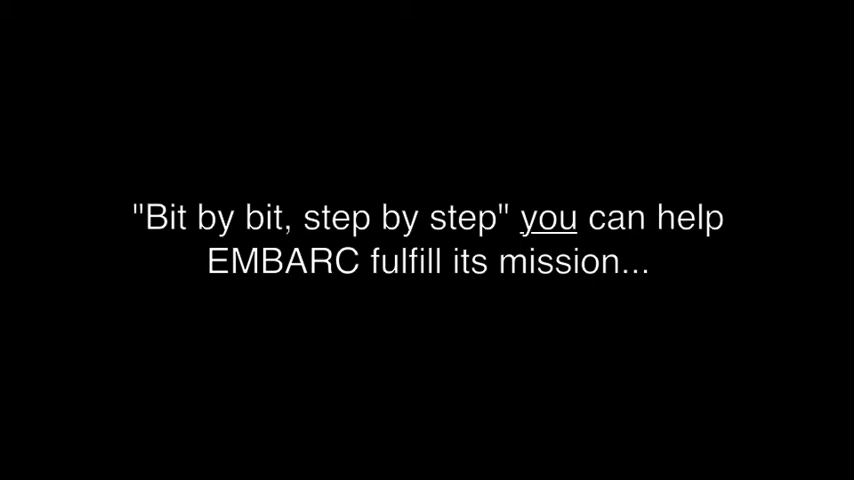 "Bit by bit, step by step" you can help
EMBARC fulfill its mission...